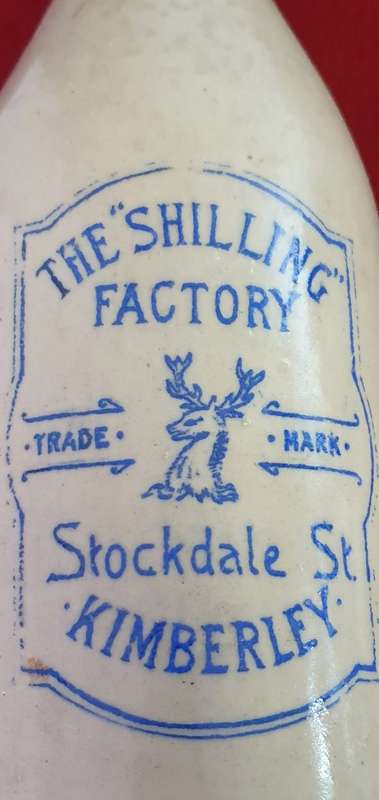 THE "SHILLING"
FACTORY
·TRADE· ·MARK·
Stockdale St
·KIMBERLEY·